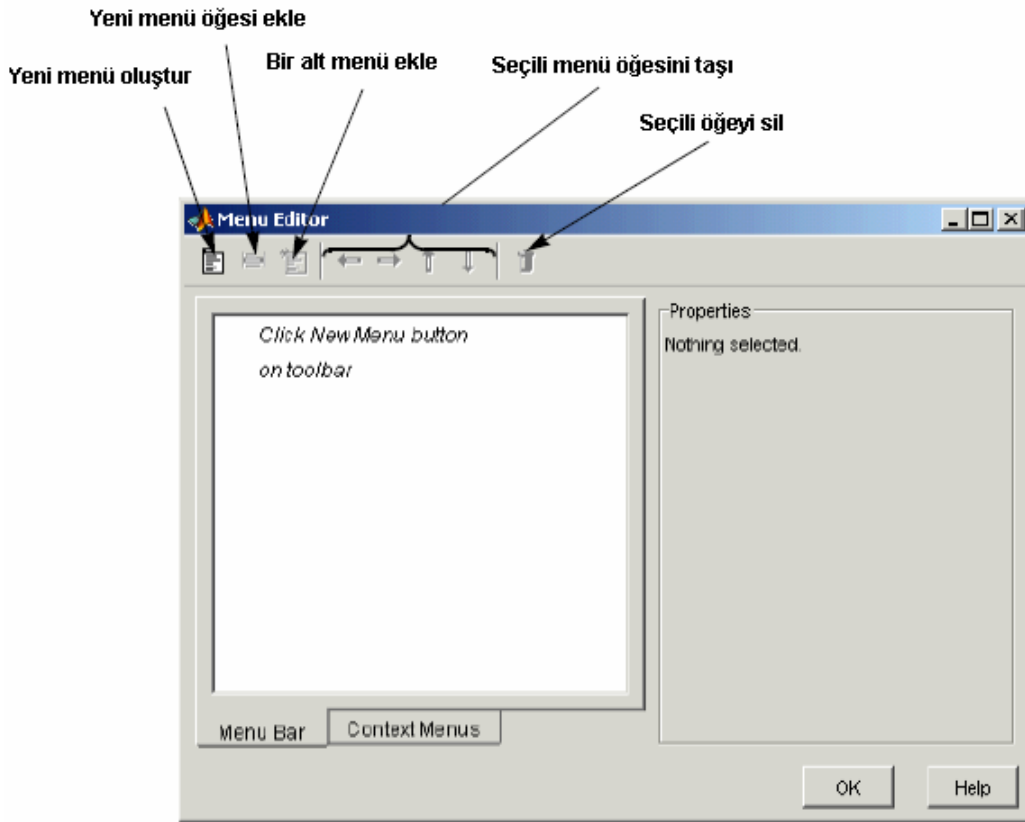 Yeni menü öğesi ekle
Bir alt menü ekle
Seçili menü öğesini taşı
Yeni menü oluştur
Seçili öğeyi sil
Menu Editor
Click New Menu button
on toolbar
Properties
Nothing selected.
Menu Bar
Context Menus
OK
Help